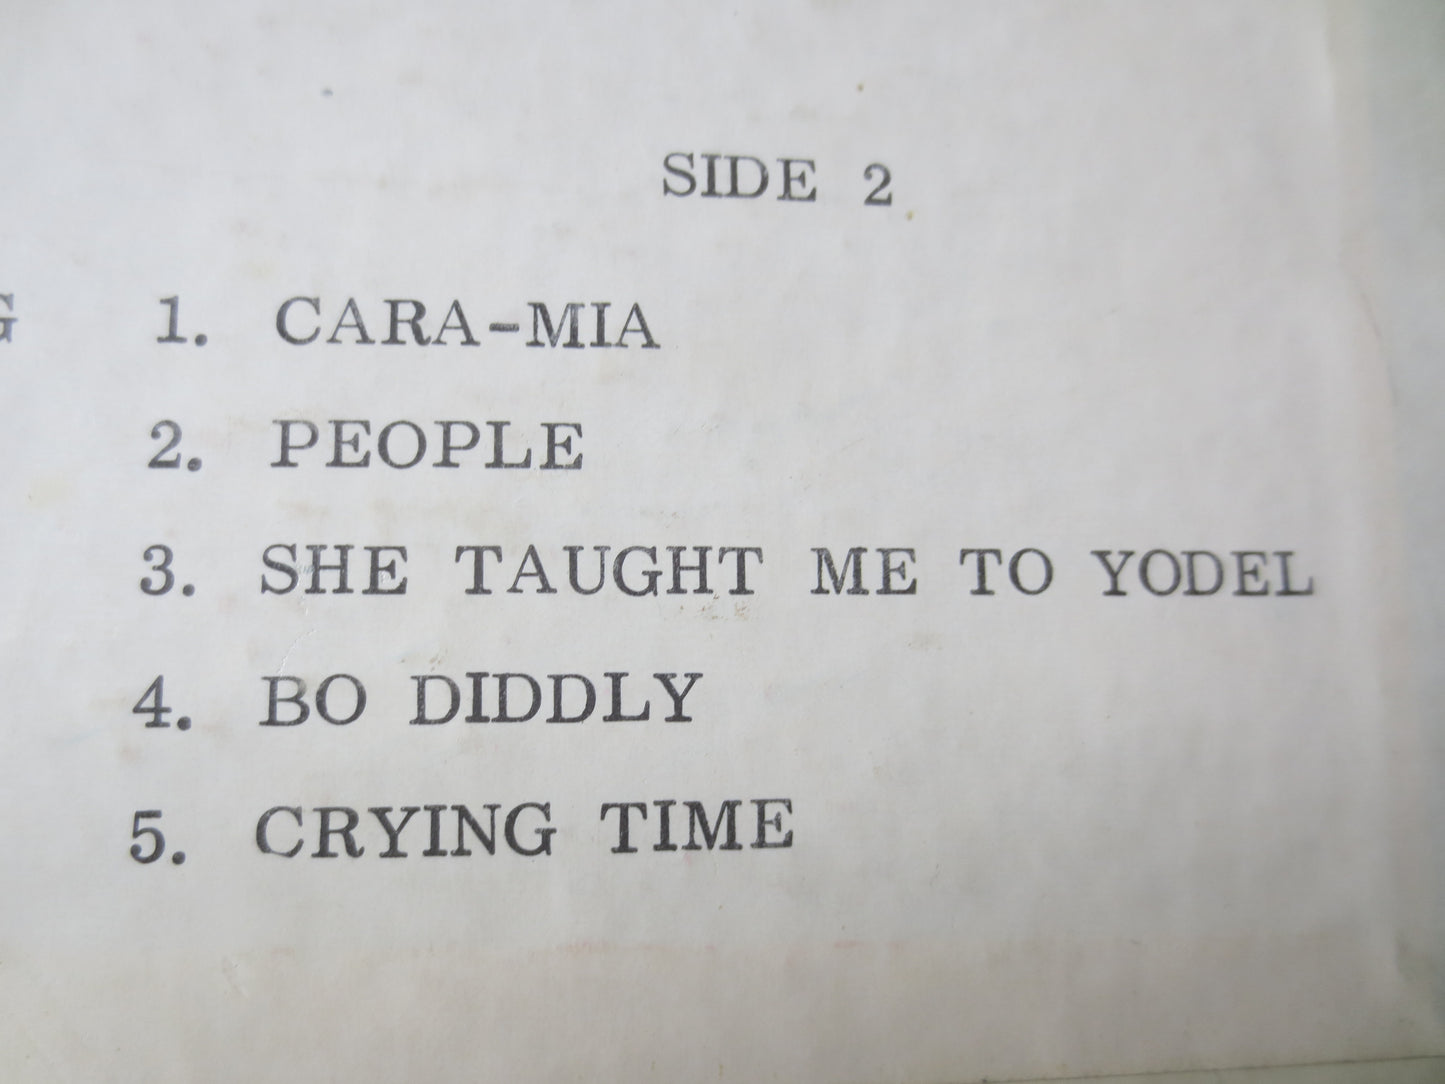 SIDE 2
1. CARA-MIA
2. PEOPLE
3. SHE TAUGHT ME TO YODEL
4. BO DIDDLY
5. CRYING TIME